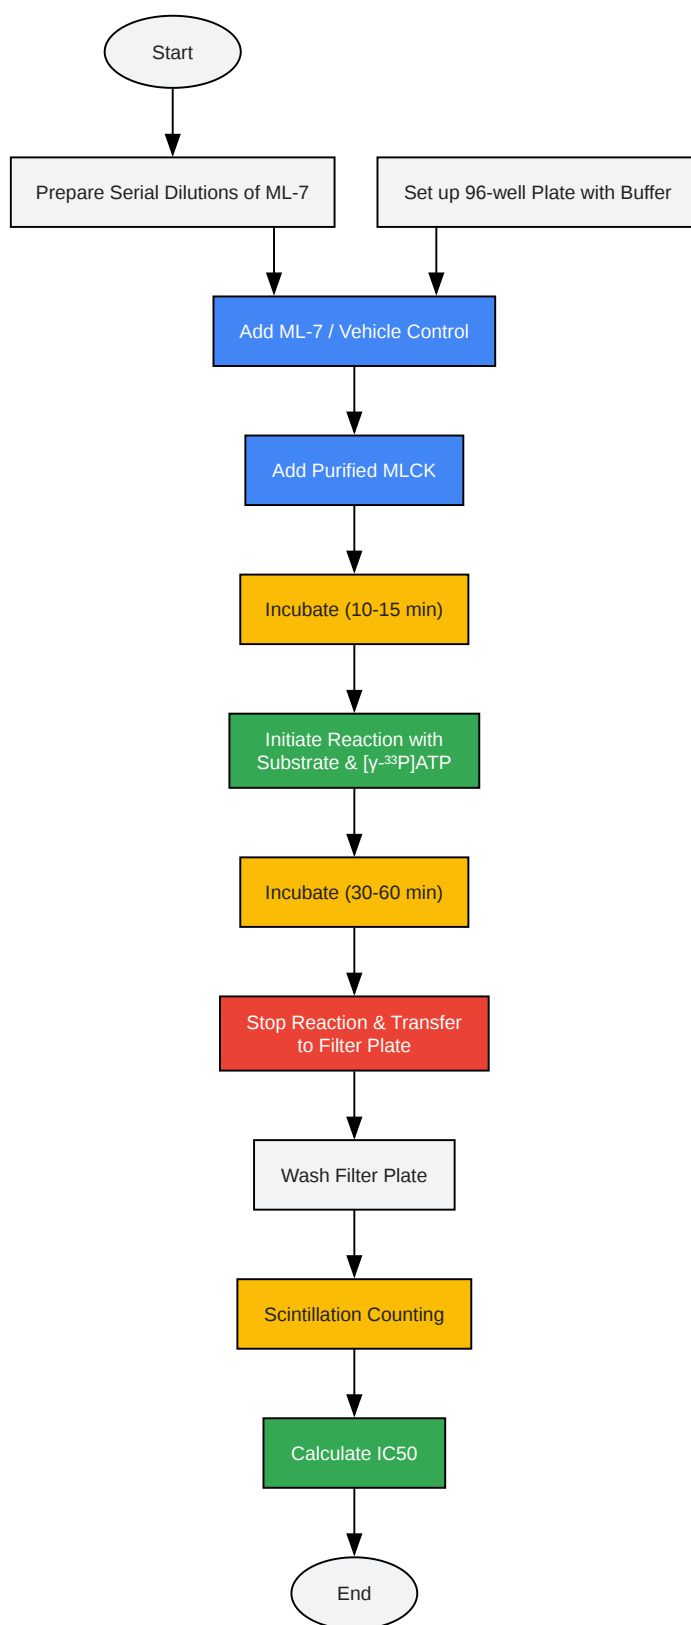 Start
Prepare Serial Dilutions of ML-7
Set up 96-well Plate with Buffer
Add ML-7 / Vehicle Control
Add Purified MLCK
Incubate (10-15 min)
Initiate Reaction with
Substrate & [γ-³³P]ATP
Incubate (30-60 min)
Stop Reaction & Transfer
to Filter Plate
Wash Filter Plate
Scintillation Counting
Calculate IC50
End